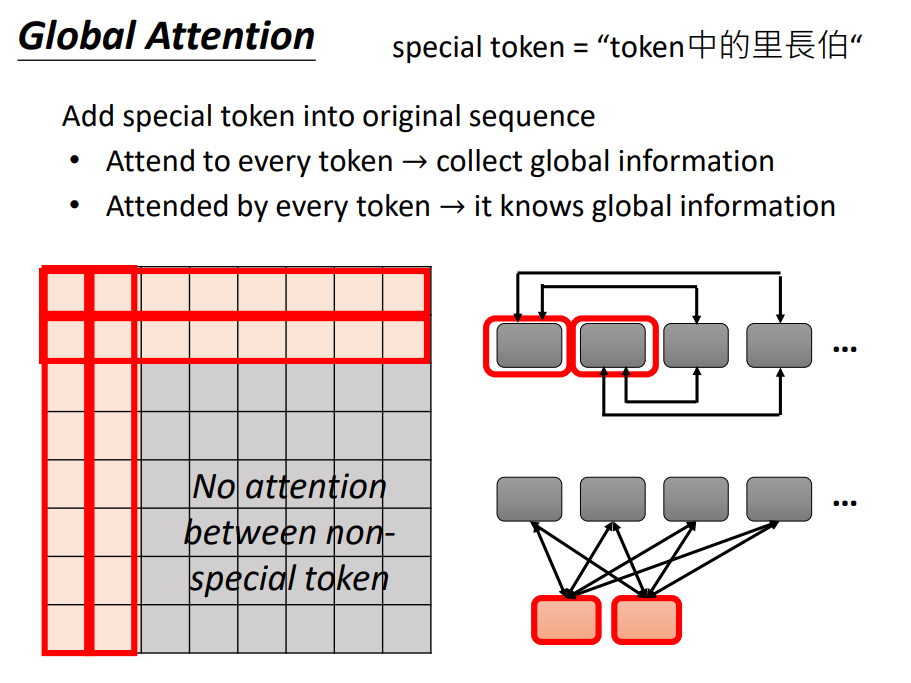 Global Attention
special token = “token中的里長伯“
Add special token into original sequence
• Attend to every token → collect global information
• Attended by every token → it knows global information
No attention
between non-
special token
...
...